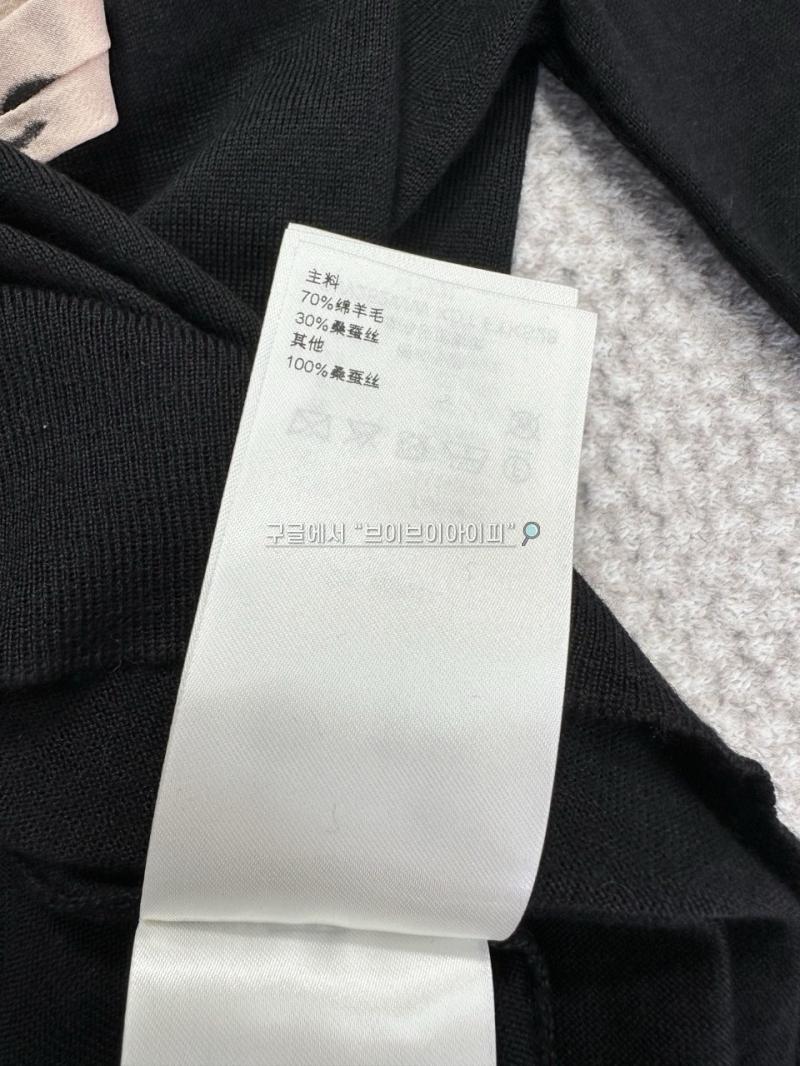 主料
70%绵羊毛
30%桑蚕丝
其他
100%桑蚕丝
구글에서 “브이브이아이피”